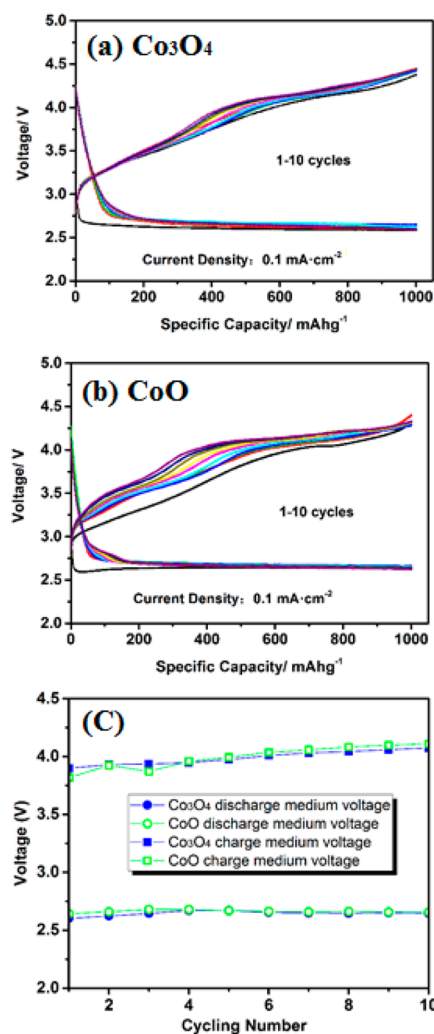 (a) Co₃O₄
5.0
4.5
4.0
3.5
3.0
2.5
2.0
Voltage/ V
1-10 cycles
Current Density： 0.1 mA·cm⁻²
0 200 400 600 800 1000
Specific Capacity/ mAhg⁻¹
(b) CoO
5.0
4.5
4.0
3.5
3.0
2.5
2.0
Voltage/ V
1-10 cycles
Current Density： 0.1 mA·cm⁻²
0 200 400 600 800 1000
Specific Capacity/ mAhg⁻¹
(C)
4.5
4.0
3.5
3.0
2.5
2.0
Voltage (V)
Co₃O₄ discharge medium voltage
CoO discharge medium voltage
Co₃O₄ charge medium voltage
CoO charge medium voltage
2 4 6 8 10
Cycling Number